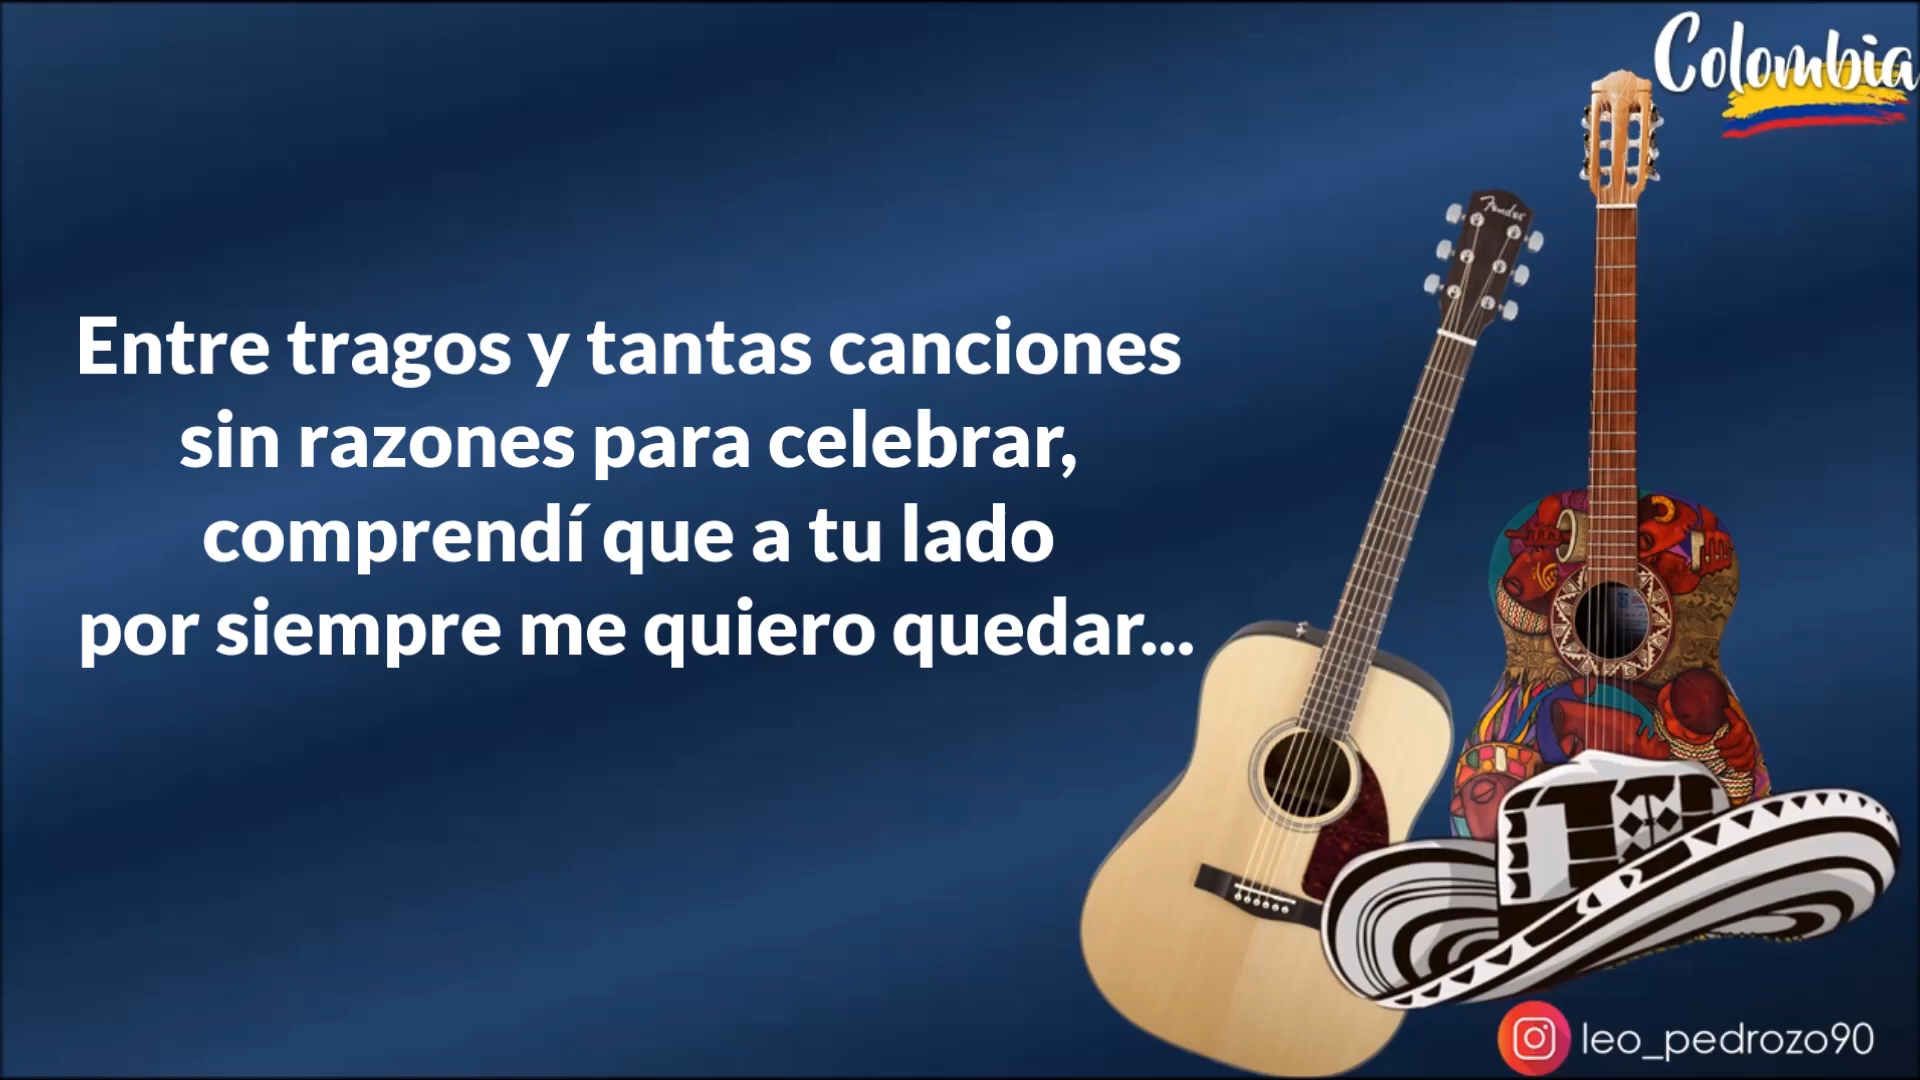 Colombia
Fender
Entre tragos y tantas canciones
sin razones para celebrar,
comprendí que a tu lado
por siempre me quiero quedar...
leo_pedrozo90